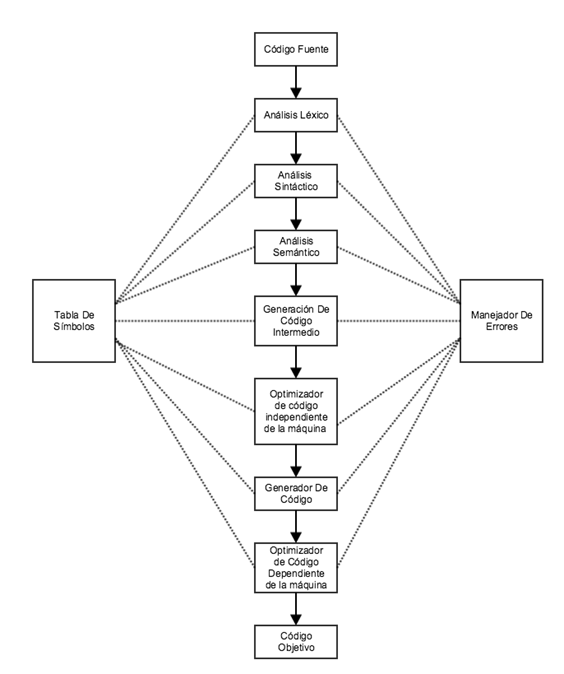 Código Fuente
Análisis Léxico
Análisis
Sintáctico
Análisis
Semántico
Tabla De
Símbolos
Generación De
Código
Intermedio
Manejador De
Errores
Optimizador
de código
independiente
de la máquina
Generador De
Código
Optimizador
de Código
Dependiente
de la máquina
Código
Objetivo